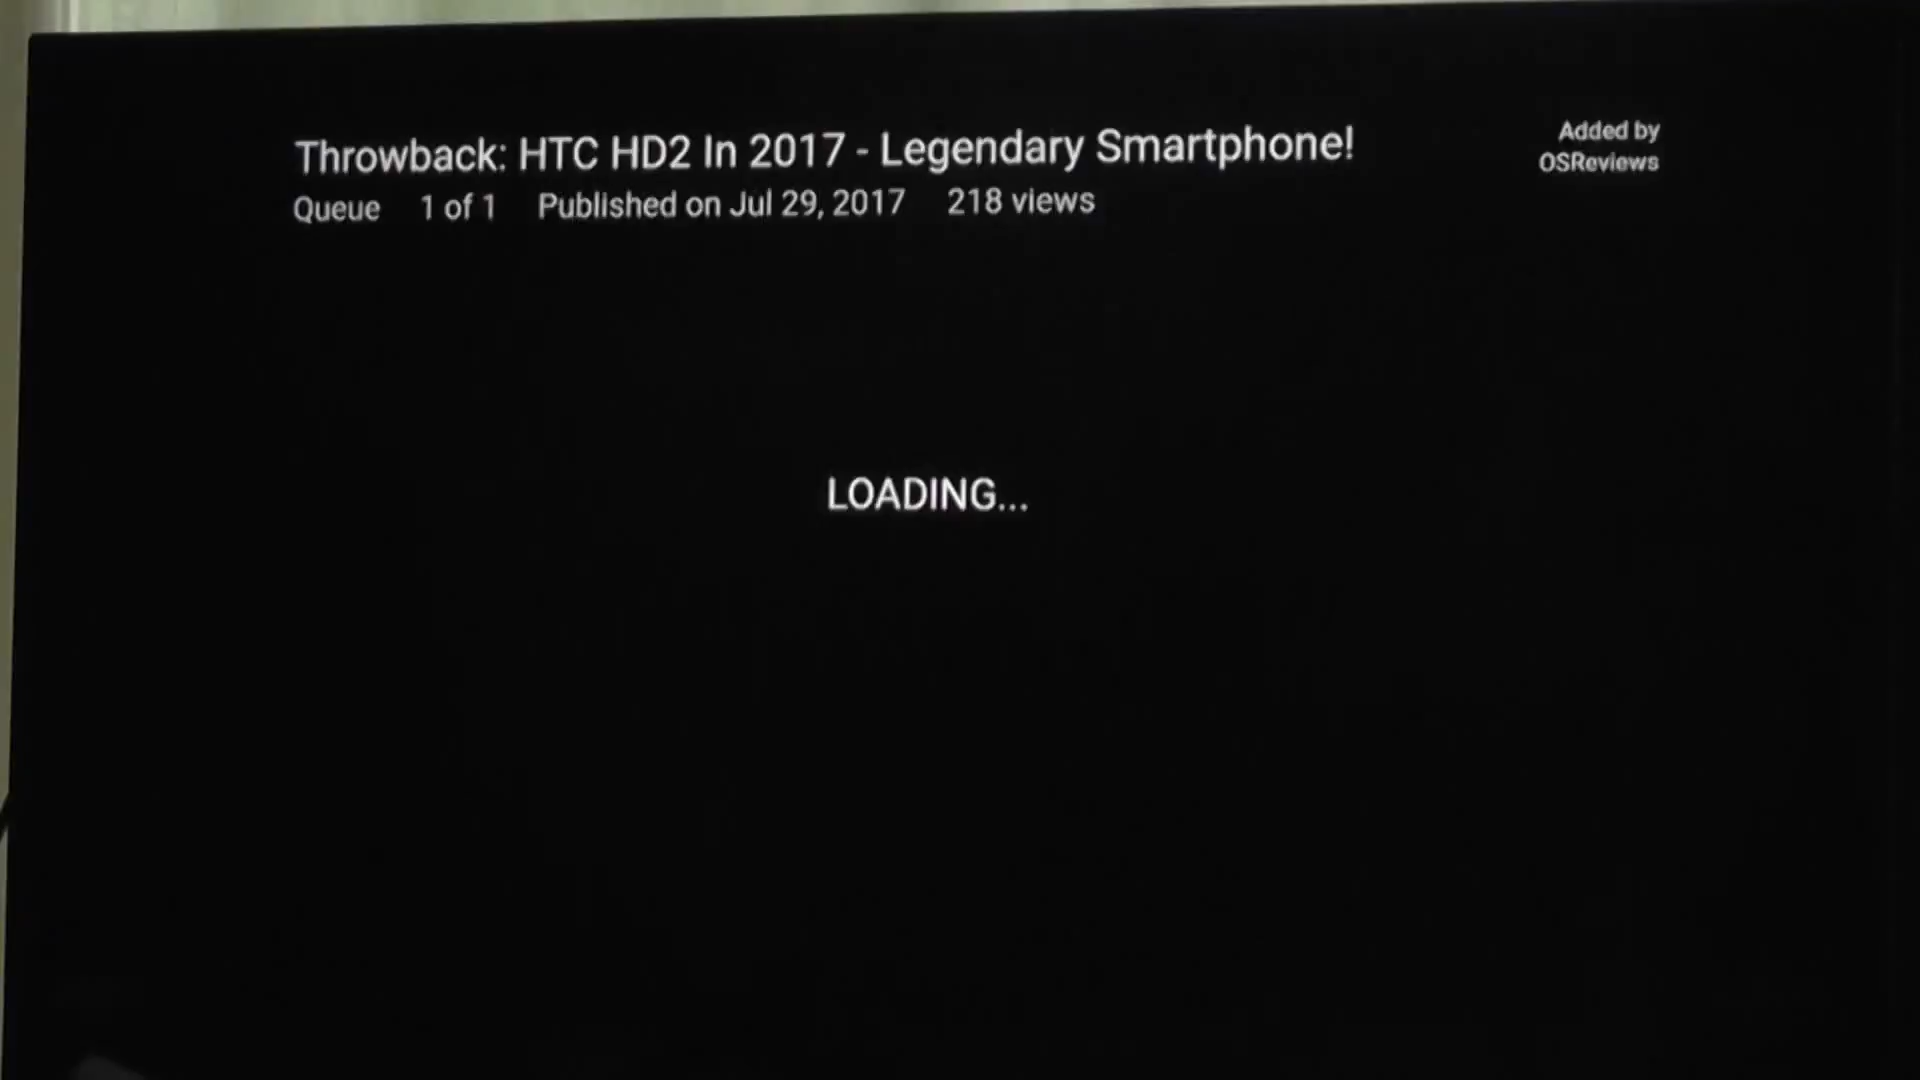 Throwback: HTC HD2 In 2017 - Legendary Smartphone!
Queue 1 of 1 Published on Jul 29, 2017 218 views
Added by
OSReviews
LOADING...